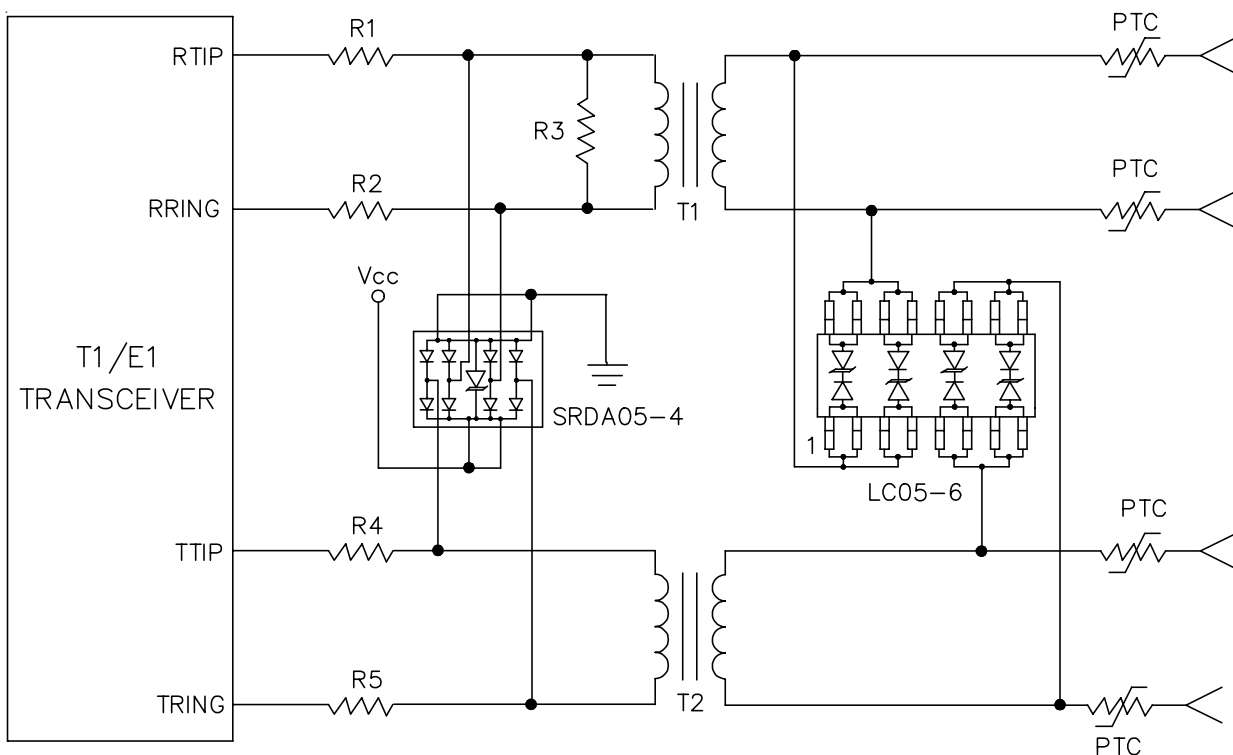 R1
PTC
RTIP
R3
R2
PTC
RRING
T1
Vcc
T1/E1
TRANSCEIVER
SRDA05-4
1
LC05-6
R4
PTC
TTIP
R5
TRING
T2
PTC